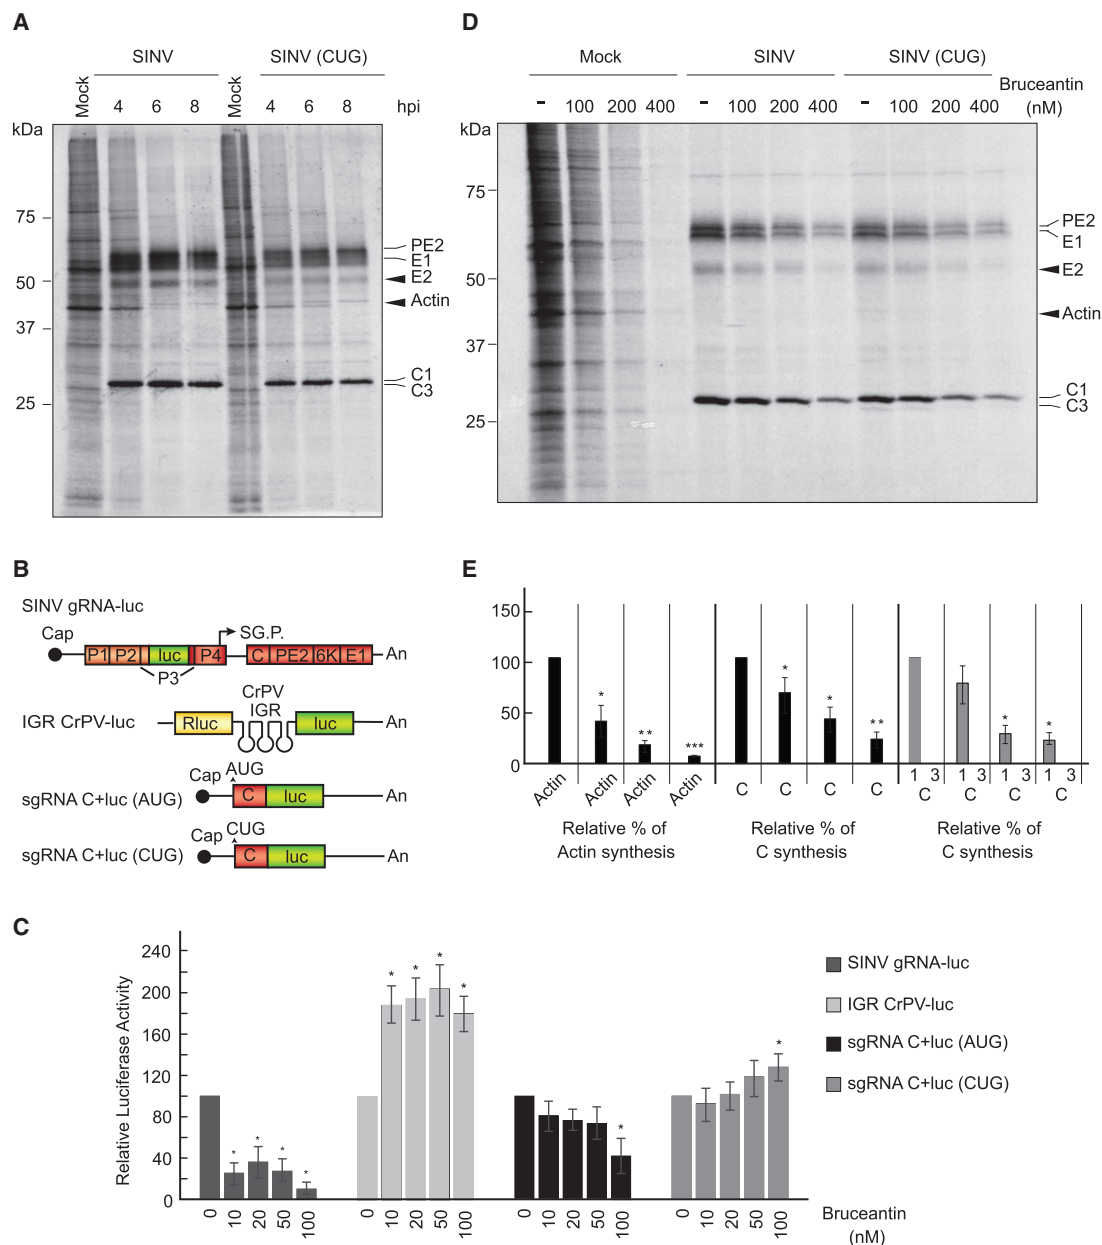 A
SINV
SINV (CUG)
Mock
4 6 8
Mock
4 6 8
hpi
kDa
75
50
37
25
PE2
E1
E2
Actin
C1
C3
D
Mock
SINV
SINV (CUG)
Bruceantin
(nM)
- 100 200 400
- 100 200 400
- 100 200 400
kDa
75
50
37
25
PE2
E1
E2
Actin
C1
C3
B
SINV gRNA-luc
Cap
SG.P.
P1 P2 luc P4 C PE2 6K E1 An
P3
CrPV
IGR
IGR CrPV-luc
Rluc luc An
AUG
Cap
sgRNA C+luc (AUG)
C luc An
CUG
Cap
sgRNA C+luc (CUG)
C luc An
E
150
100
50
0
* ** ***
* * **
* *
Actin Actin Actin Actin
C C C C
1 3 1 3 1 3 1 3
C C C C
Relative % of
Actin synthesis
Relative % of
C synthesis
Relative % of
C synthesis
C
Relative Luciferase Activity
240
200
160
120
80
40
0
* * * *
* * * *
*
*
0 10 20 50 100
0 10 20 50 100
0 10 20 50 100
0 10 20 50 100
Bruceantin
(nM)
SINV gRNA-luc
IGR CrPV-luc
sgRNA C+luc (AUG)
sgRNA C+luc (CUG)